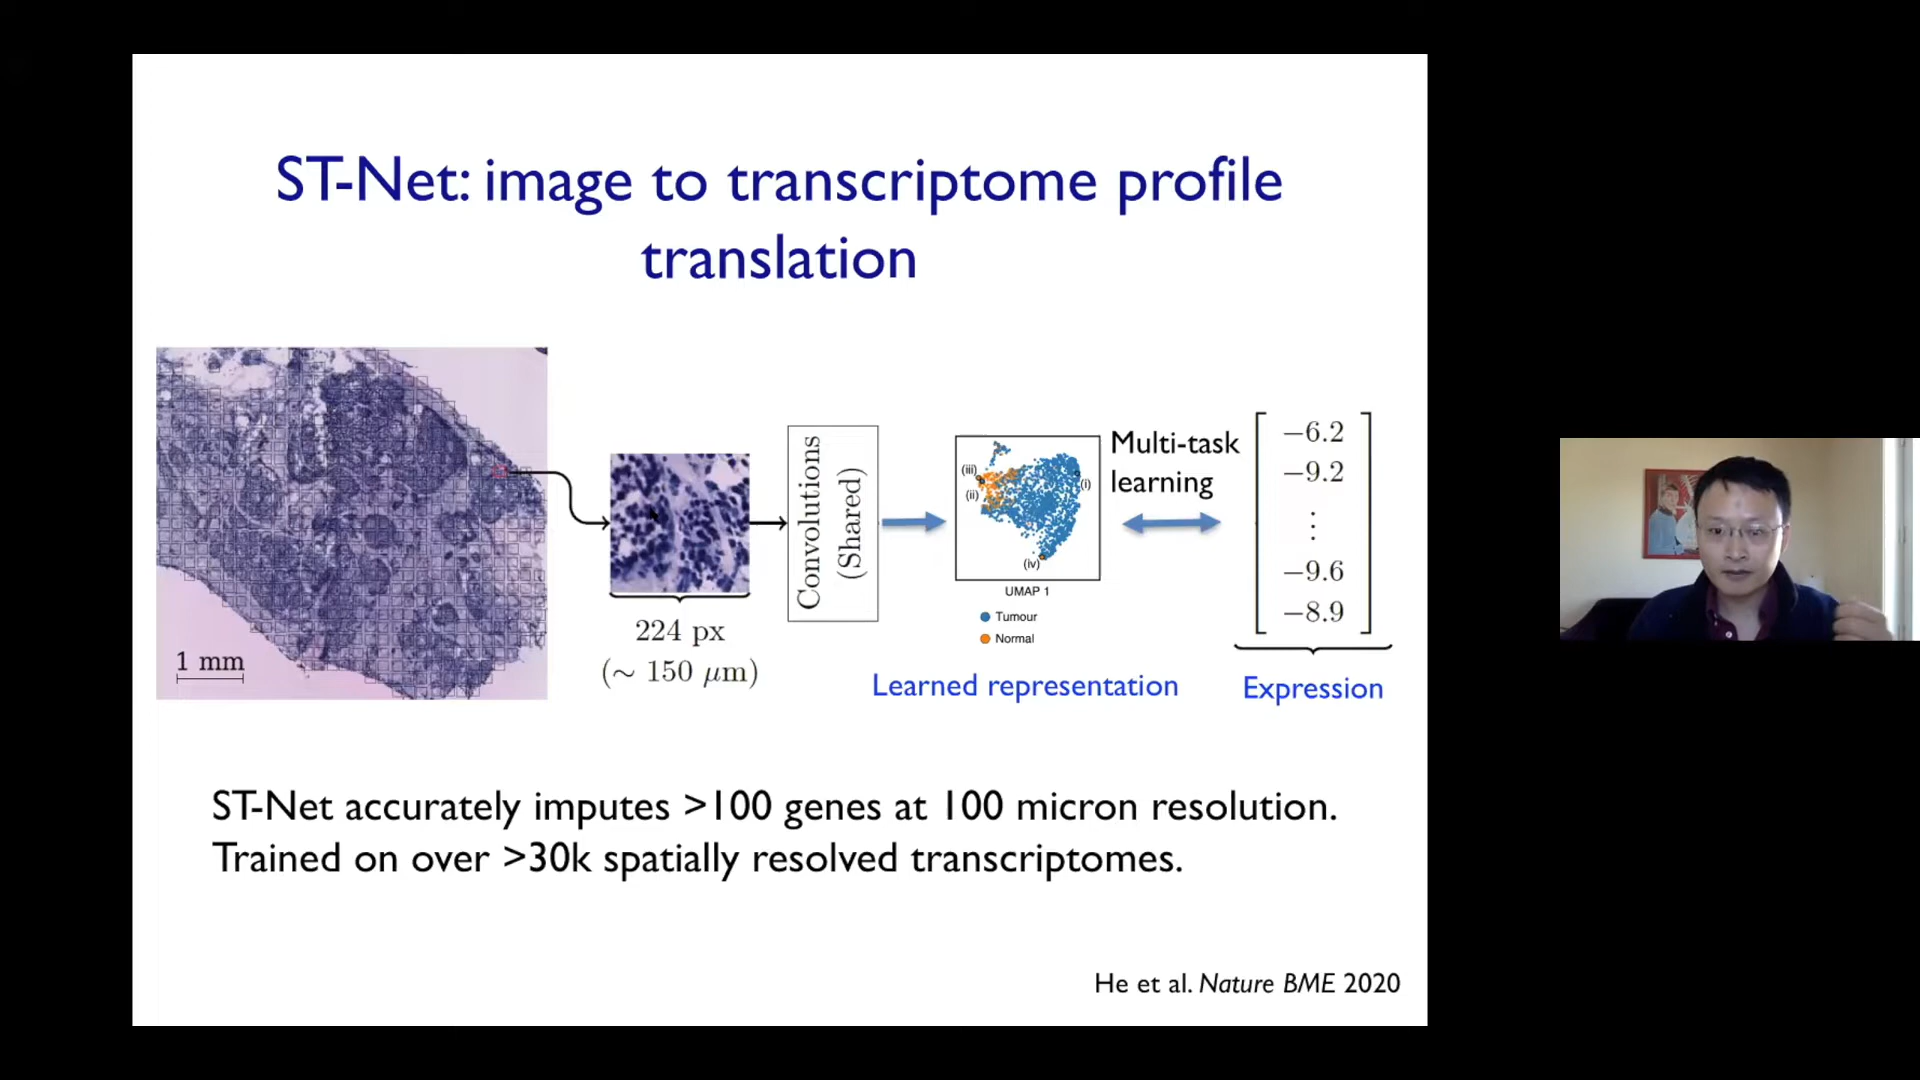 ST-Net: image to transcriptome profile
translation
1 mm
224 px
(∼ 150 μm)
Convolutions
(Shared)
(iii)
(ii)
(i)
(iv)
UMAP 1
Tumour
Normal
Learned representation
Multi-task
learning
−6.2
−9.2
⋮
−9.6
−8.9
Expression
ST-Net accurately imputes >100 genes at 100 micron resolution.
Trained on over >30k spatially resolved transcriptomes.
He et al. Nature BME 2020